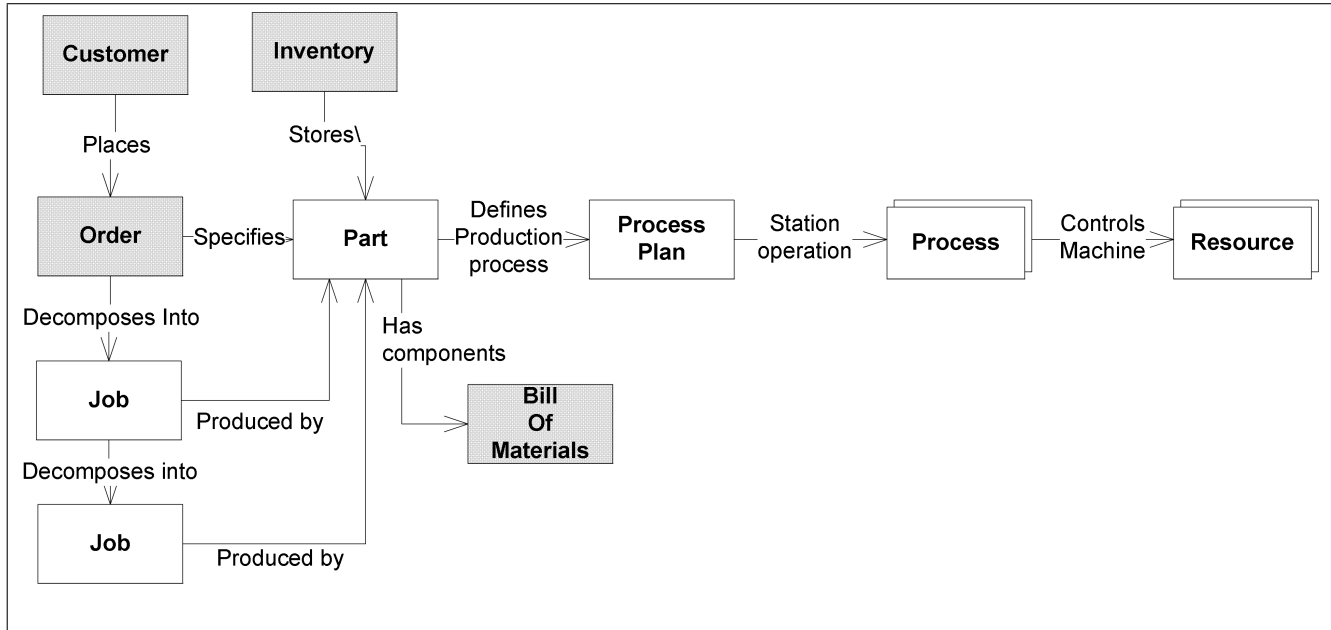 Customer
Inventory
Places
Stores\
Order
Specifies
Part
Defines
Production
process
Process
Plan
Station
operation
Process
Controls
Machine
Resource
Decomposes Into
Has
components
Job
Produced by
Bill
Of
Materials
Decomposes into
Job
Produced by